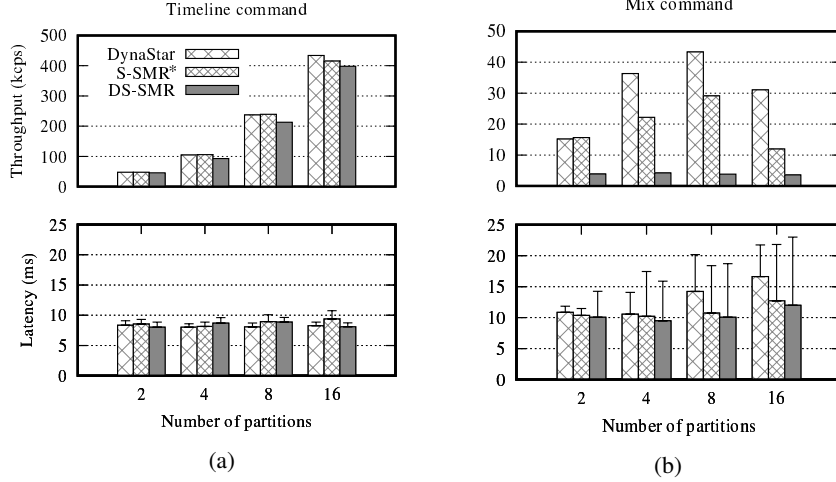 Timeline command
Throughput (kcps)
500
400
300
200
100
0
DynaStar
S-SMR*
DS-SMR
Latency (ms)
25
20
15
10
5
0
2 4 8 16
Number of partitions
(a)
Mix command
50
40
30
20
10
0
25
20
15
10
5
0
2 4 8 16
Number of partitions
(b)